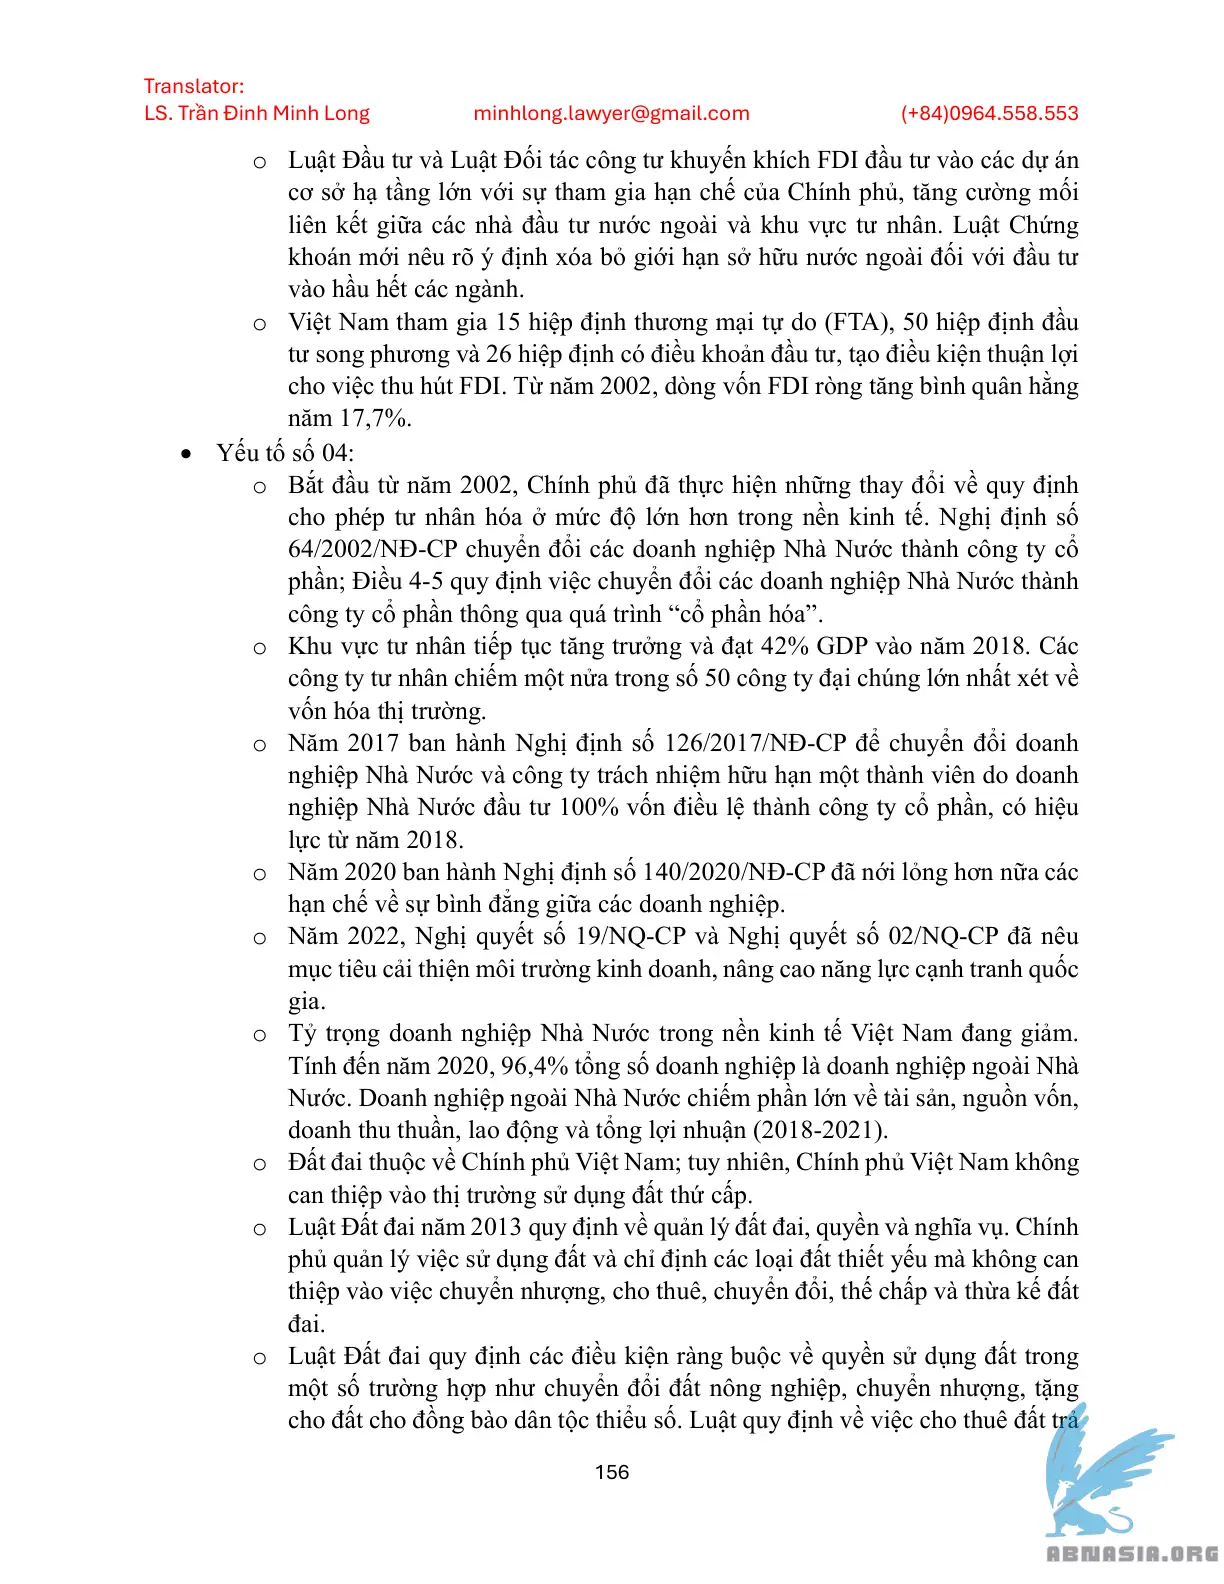 Translator:
LS. Trần Đinh Minh Long minhlong.lawyer@gmail.com (+84)0964.558.553
o Luật Đầu tư và Luật Đối tác công tư khuyến khích FDI đầu tư vào các dự án
cơ sở hạ tầng lớn với sự tham gia hạn chế của Chính phủ, tăng cường mối
liên kết giữa các nhà đầu tư nước ngoài và khu vực tư nhân. Luật Chứng
khoán mới nêu rõ ý định xóa bỏ giới hạn sở hữu nước ngoài đối với đầu tư
vào hầu hết các ngành.
o Việt Nam tham gia 15 hiệp định thương mại tự do (FTA), 50 hiệp định đầu
tư song phương và 26 hiệp định có điều khoản đầu tư, tạo điều kiện thuận lợi
cho việc thu hút FDI. Từ năm 2002, dòng vốn FDI ròng tăng bình quân hằng
năm 17,7%.
• Yếu tố số 04:
o Bắt đầu từ năm 2002, Chính phủ đã thực hiện những thay đổi về quy định
cho phép tư nhân hóa ở mức độ lớn hơn trong nền kinh tế. Nghị định số
64/2002/NĐ-CP chuyển đổi các doanh nghiệp Nhà Nước thành công ty cổ
phần; Điều 4-5 quy định việc chuyển đổi các doanh nghiệp Nhà Nước thành
công ty cổ phần thông qua quá trình “cổ phần hóa”.
o Khu vực tư nhân tiếp tục tăng trưởng và đạt 42% GDP vào năm 2018. Các
công ty tư nhân chiếm một nửa trong số 50 công ty đại chúng lớn nhất xét về
vốn hóa thị trường.
o Năm 2017 ban hành Nghị định số 126/2017/NĐ-CP để chuyển đổi doanh
nghiệp Nhà Nước và công ty trách nhiệm hữu hạn một thành viên do doanh
nghiệp Nhà Nước đầu tư 100% vốn điều lệ thành công ty cổ phần, có hiệu
lực từ năm 2018.
o Năm 2020 ban hành Nghị định số 140/2020/NĐ-CP đã nới lỏng hơn nữa các
hạn chế về sự bình đẳng giữa các doanh nghiệp.
o Năm 2022, Nghị quyết số 19/NQ-CP và Nghị quyết số 02/NQ-CP đã nêu
mục tiêu cải thiện môi trường kinh doanh, nâng cao năng lực cạnh tranh quốc
gia.
o Tỷ trọng doanh nghiệp Nhà Nước trong nền kinh tế Việt Nam đang giảm.
Tính đến năm 2020, 96,4% tổng số doanh nghiệp là doanh nghiệp ngoài Nhà
Nước. Doanh nghiệp ngoài Nhà Nước chiếm phần lớn về tài sản, nguồn vốn,
doanh thu thuần, lao động và tổng lợi nhuận (2018-2021).
o Đất đai thuộc về Chính phủ Việt Nam; tuy nhiên, Chính phủ Việt Nam không
can thiệp vào thị trường sử dụng đất thứ cấp.
o Luật Đất đai năm 2013 quy định về quản lý đất đai, quyền và nghĩa vụ. Chính
phủ quản lý việc sử dụng đất và chỉ định các loại đất thiết yếu mà không can
thiệp vào việc chuyển nhượng, cho thuê, chuyển đổi, thế chấp và thừa kế đất
đai.
o Luật Đất đai quy định các điều kiện ràng buộc về quyền sử dụng đất trong
một số trường hợp như chuyển đổi đất nông nghiệp, chuyển nhượng, tặng
cho đất cho đồng bào dân tộc thiểu số. Luật quy định về việc cho thuê đất trả
156
ABNASIA.ORG